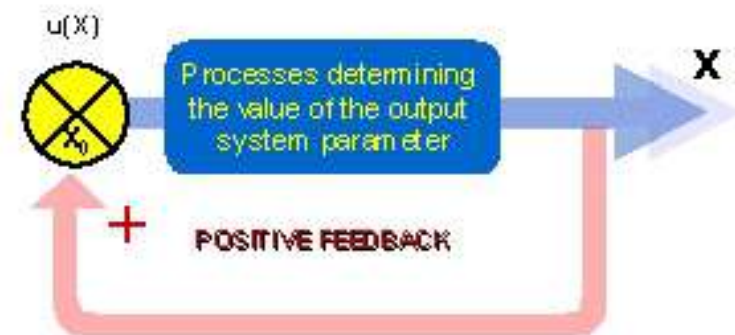 u(X)
Processes determining
the value of the output
system parameter
X
X₀
+
POSITIVE FEEDBACK